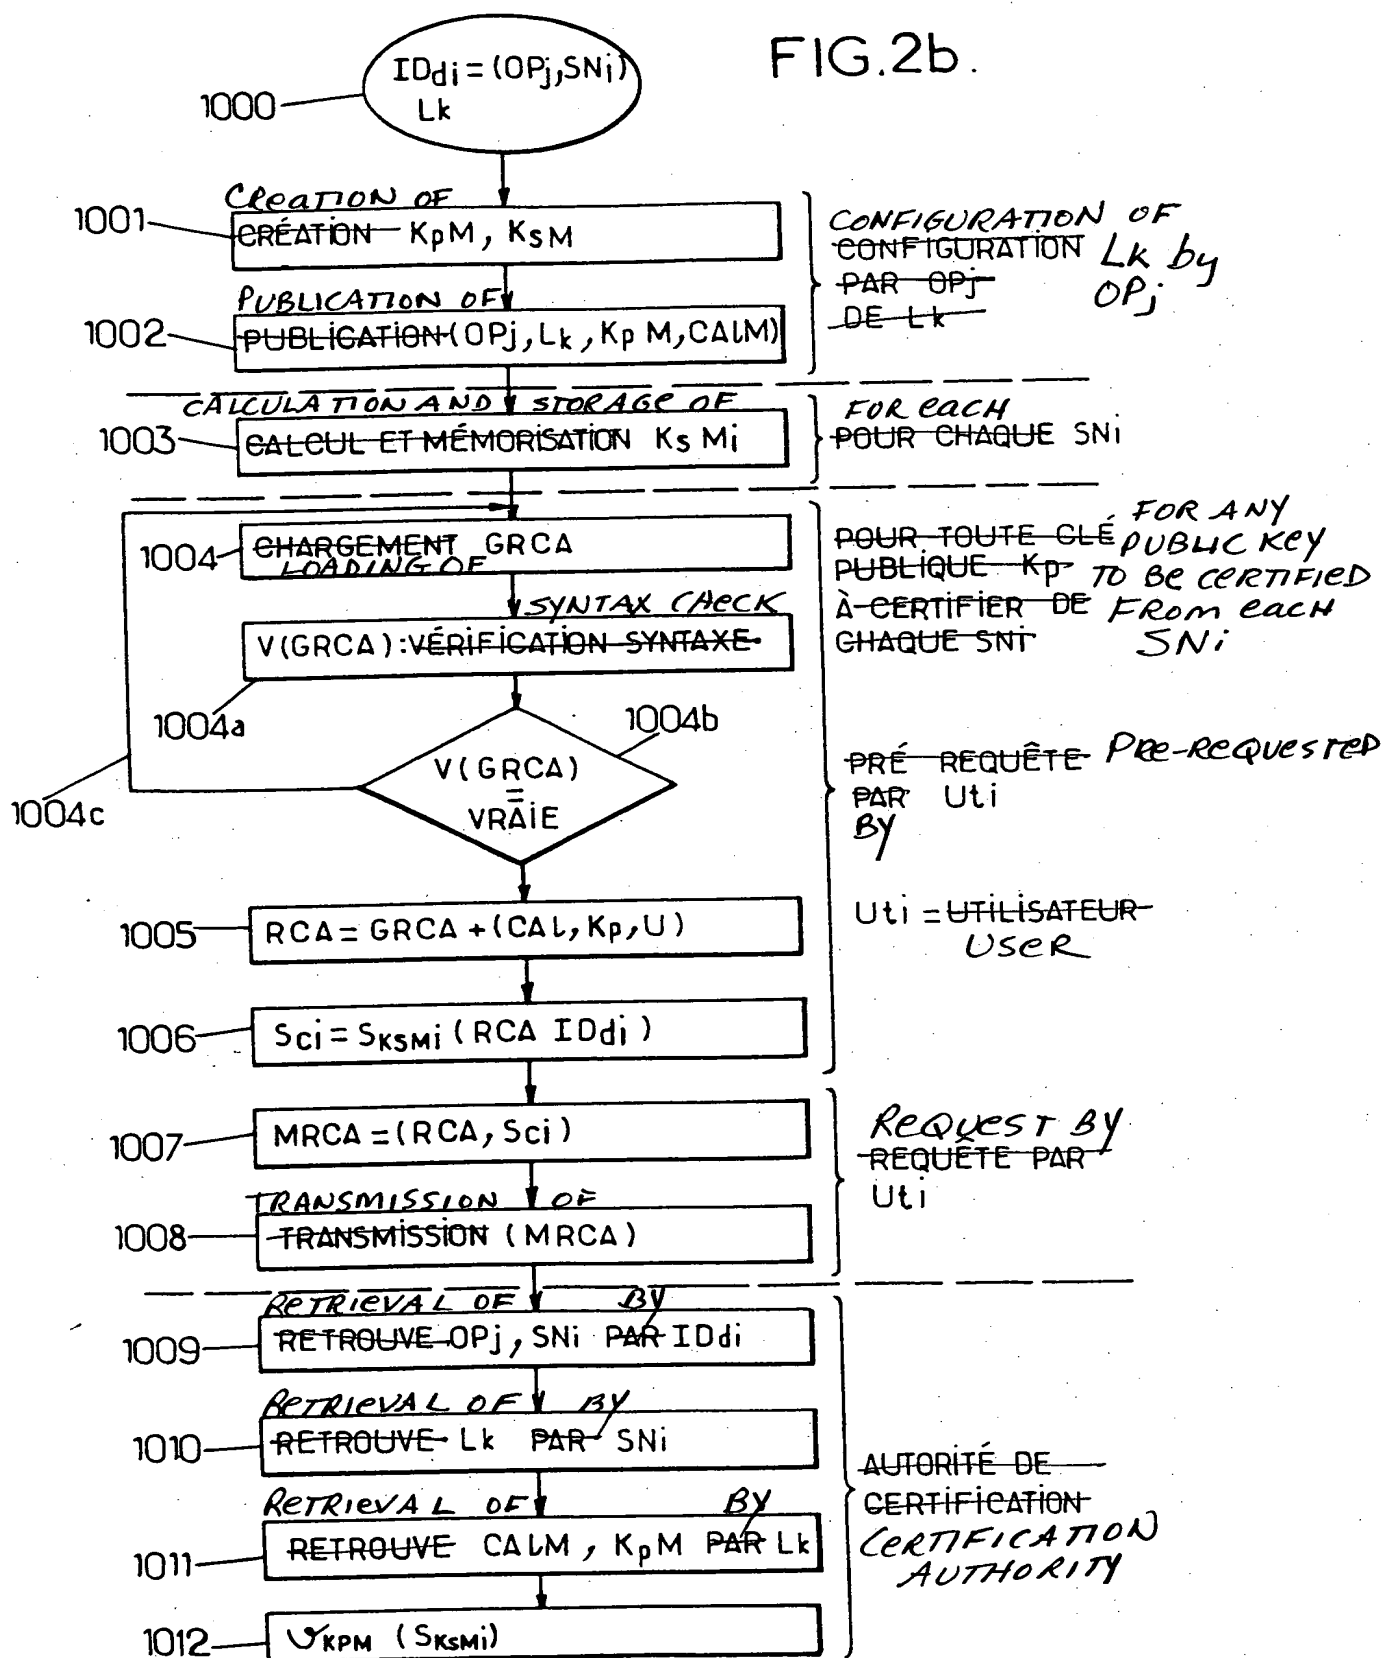 FIG.2b.
IDdi = (OPj,SNi)
Lk
1000
CREATION OF
1001
CRÉATION KpM, KsM
PUBLICATION OF
1002
PUBLICATION (OPj, Lk, KpM, CALM)
CONFIGURATION OF
CONFIGURATION Lk by
PAR OPj OPj
DE Lk
CALCULATION AND STORAGE OF
1003
CALCUL ET MÉMORISATION KsMi
FOR eACH
POUR CHAQUE SNi
1004
CHARGEMENT GRCA
LOADING OF
SYNTAX CHECK
V(GRCA):VÉRIFICATION SYNTAXE
1004a
1004b
V(GRCA)
=
VRAIE
1004c
FOR ANY
POUR TOUTE CLÉ PUBLIC KEY
PUBLIQUE Kp TO BE CERTIFIED
À CERTIFIER DE FROM eACH
CHAQUE SNi SNi
PRÉ REQUÊTE PRE-REQUESTED
PAR Uti
BY
Uti = UTILISATEUR
USER
1005
RCA = GRCA + (CAL, Kp, U)
1006
Sci = SKSMi (RCA IDdi)
1007
MRCA = (RCA, Sci)
TRANSMISSION OF
1008
TRANSMISSION (MRCA)
REQUEST BY
REQUÊTE PAR
Uti
RETRIEVAL OF BY
1009
RETROUVE OPj, SNi PAR IDdi
RETRIEVAL OF BY
1010
RETROUVE Lk PAR SNi
RETRIEVAL OF BY
1011
RETROUVE CALM, KpM PAR Lk
1012
𝒱KPM (SKSMi)
AUTORITÉ DE
CERTIFICATION
CERTIFICATION
AUTHORITY